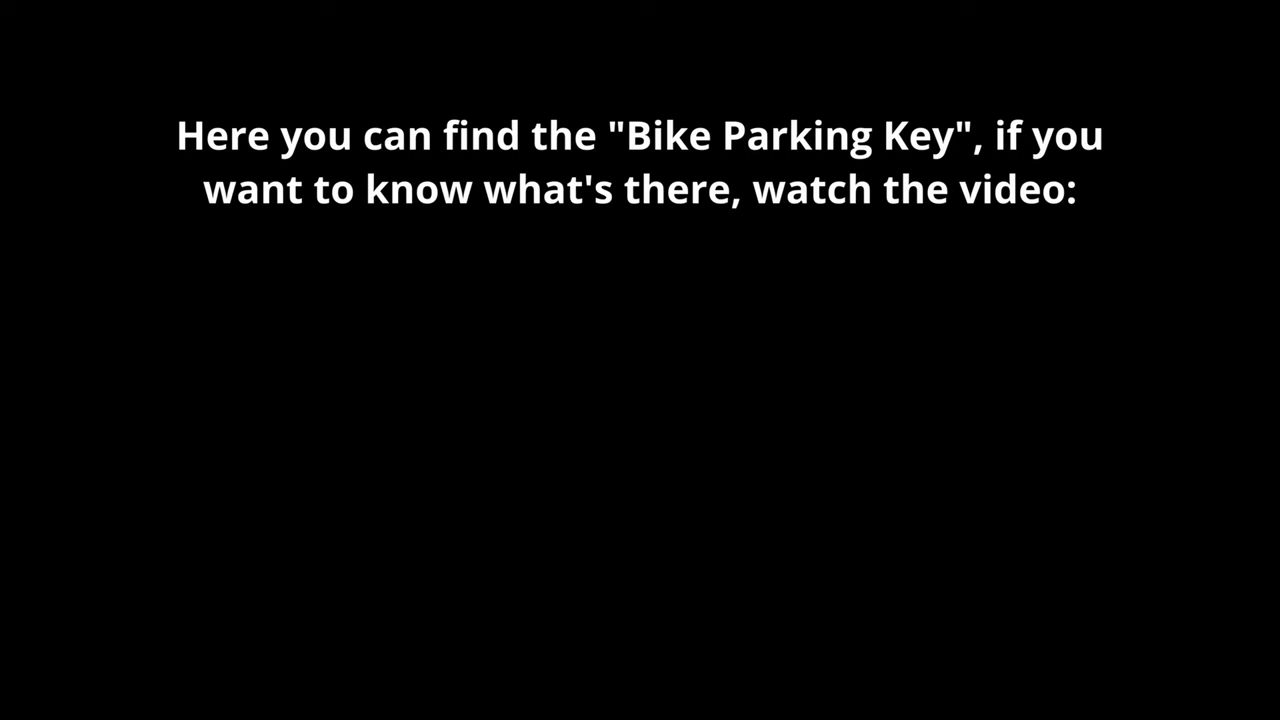 Here you can find the "Bike Parking Key", if you
want to know what's there, watch the video: